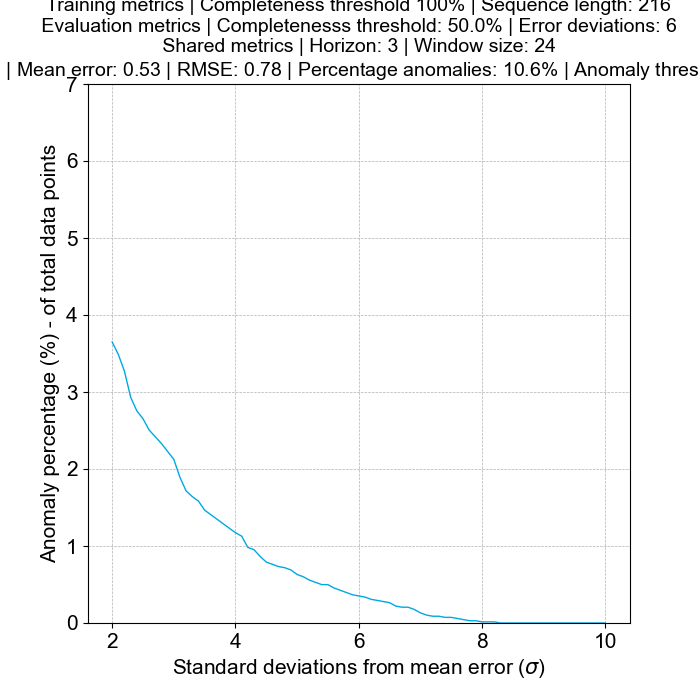 Training metrics | Completeness threshold 100% | Sequence length: 216
Evaluation metrics | Completenesss threshold: 50.0% | Error deviations: 6
Shared metrics | Horizon: 3 | Window size: 24
| Mean error: 0.53 | RMSE: 0.78 | Percentage anomalies: 10.6% | Anomaly thres
7
6
5
4
3
2
1
0
Anomaly percentage (%) - of total data points
2 4 6 8 10
Standard deviations from mean error (σ)